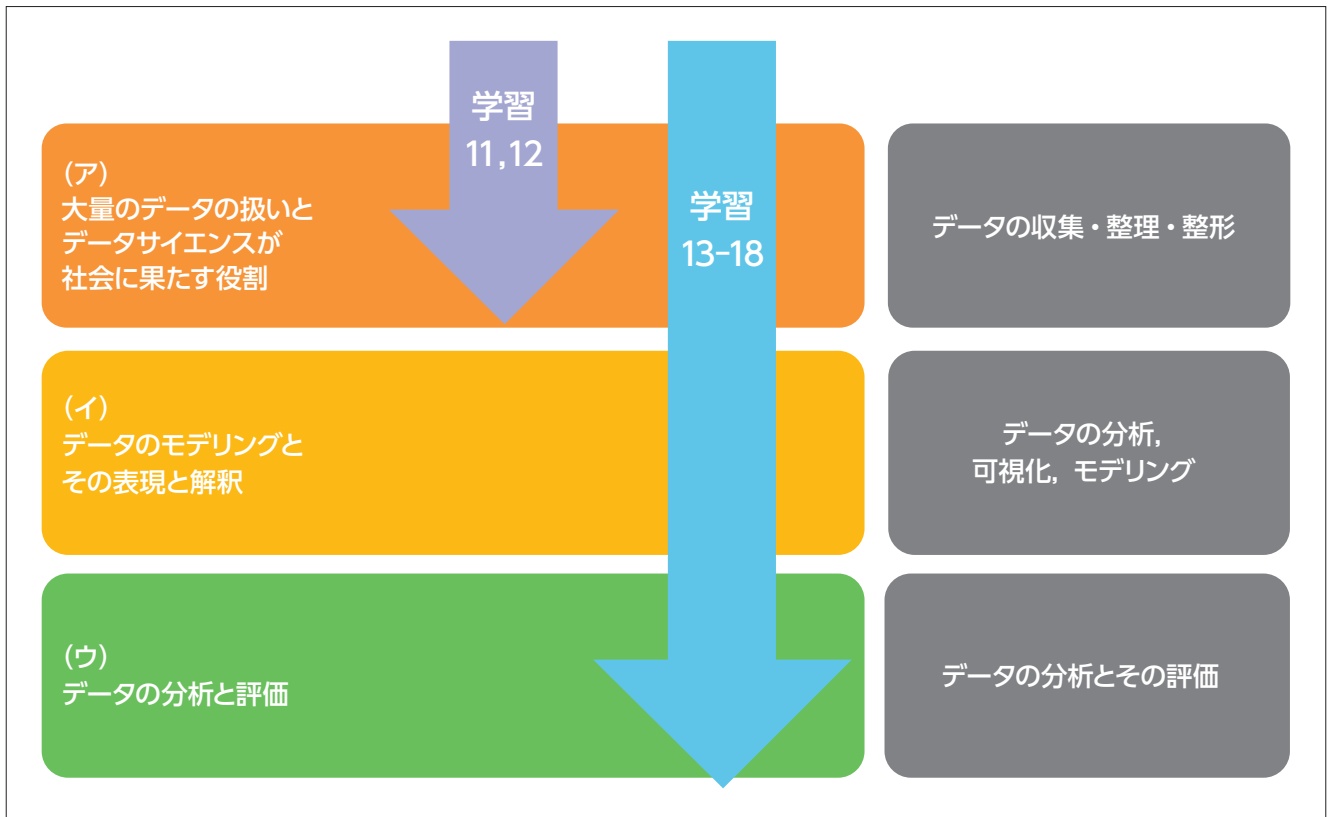 学習
11,12
学習
13-18
(ア)
大量のデータの扱いと
データサイエンスが
社会に果たす役割
データの収集・整理・整形
(イ)
データのモデリングと
その表現と解釈
データの分析,
可視化, モデリング
(ウ)
データの分析と評価
データの分析とその評価